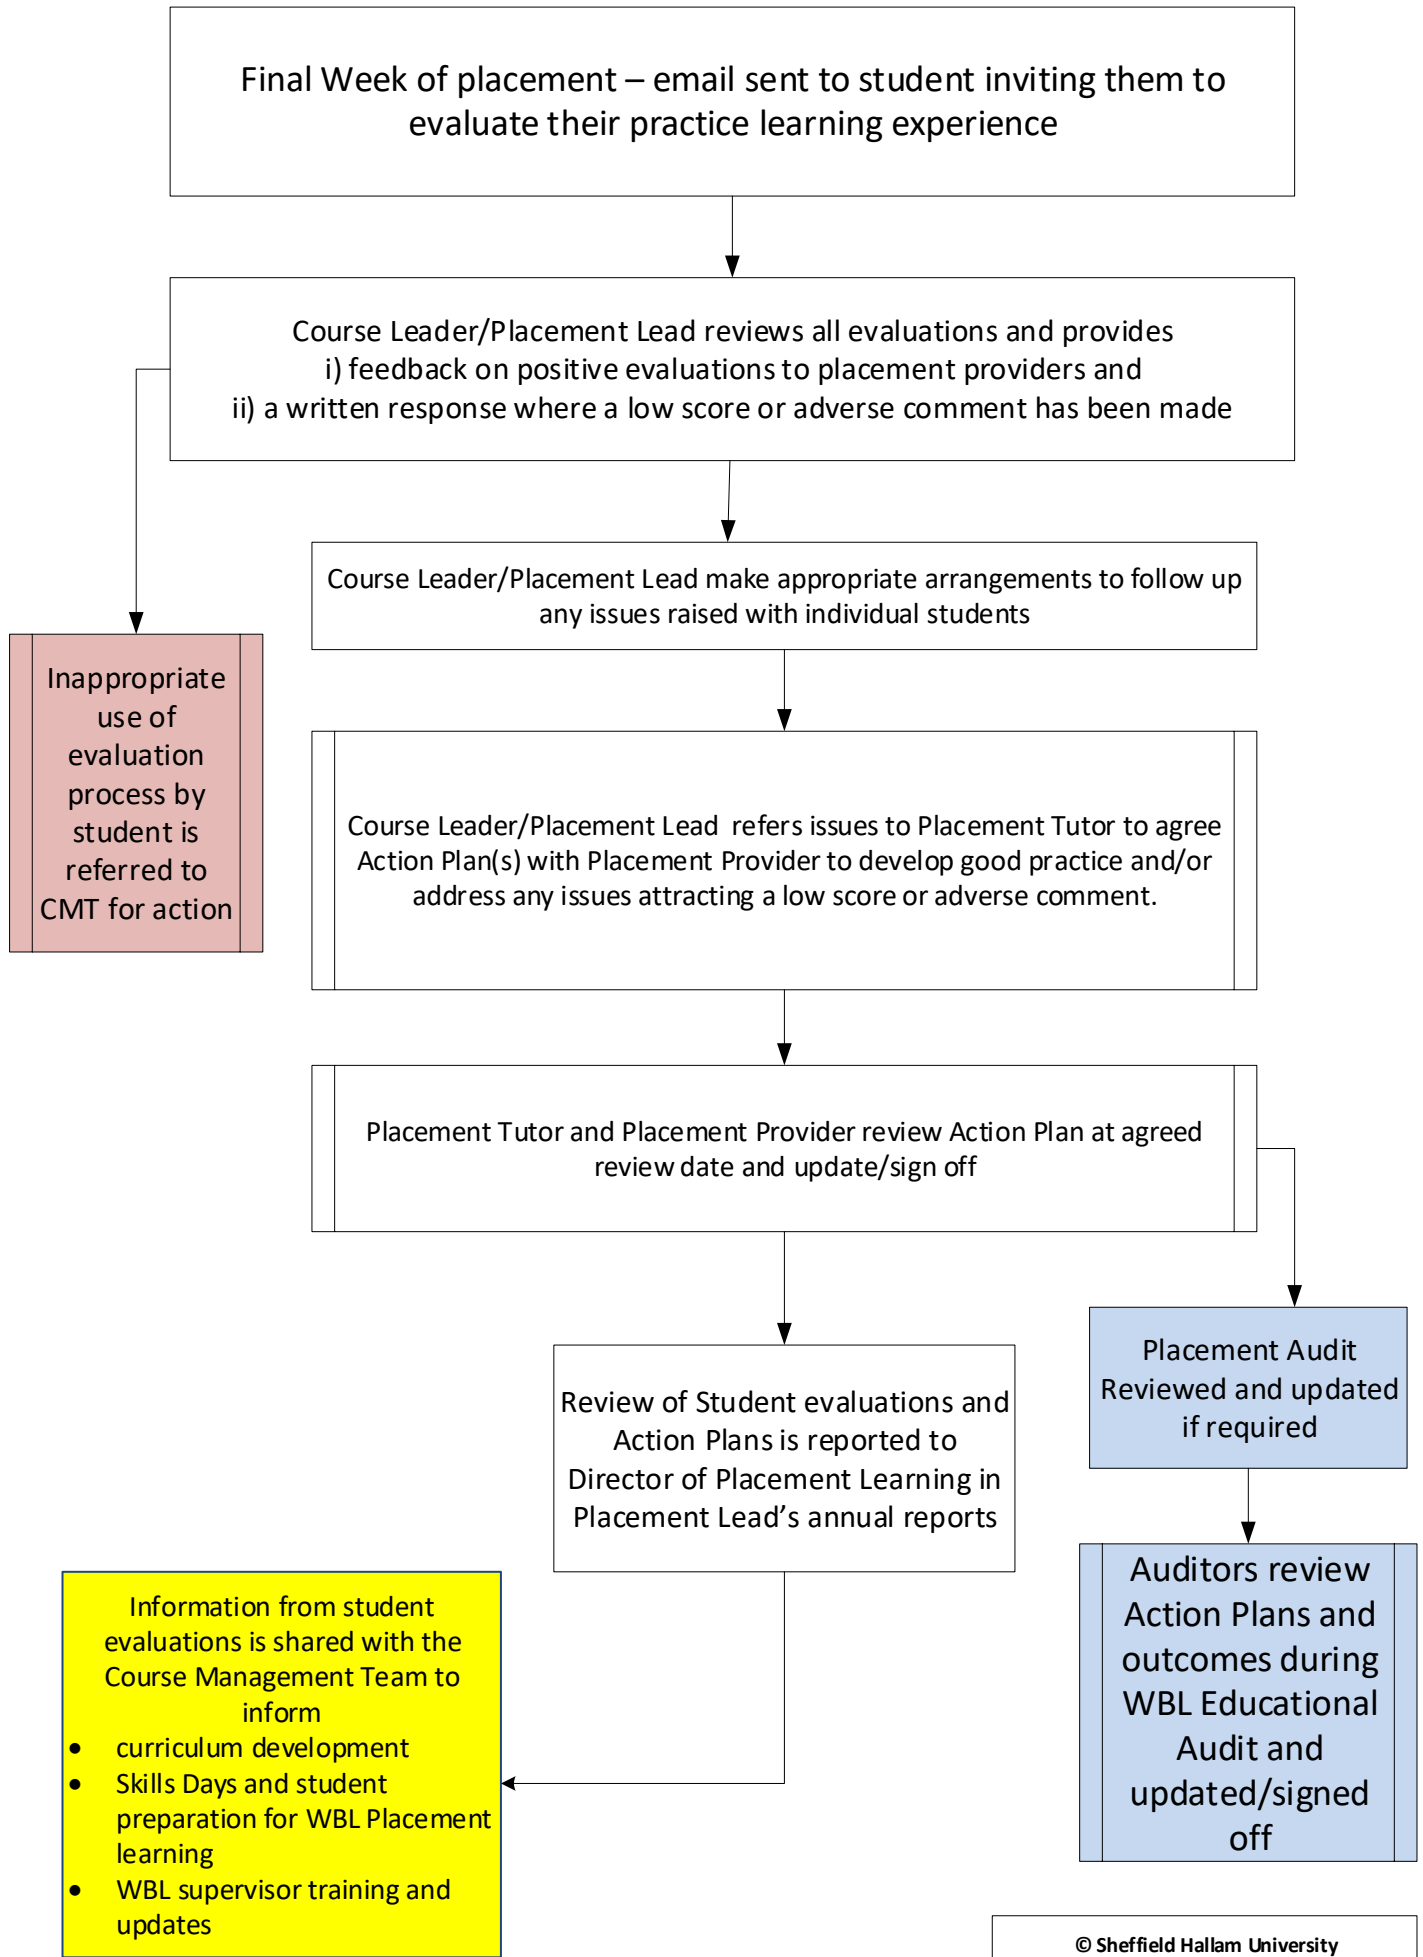 Final Week of placement – email sent to student inviting them to
evaluate their practice learning experience
Course Leader/Placement Lead reviews all evaluations and provides
i) feedback on positive evaluations to placement providers and
ii) a written response where a low score or adverse comment has been made
Course Leader/Placement Lead make appropriate arrangements to follow up
any issues raised with individual students
Inappropriate
use of
evaluation
process by
student is
referred to
CMT for action
Course Leader/Placement Lead refers issues to Placement Tutor to agree
Action Plan(s) with Placement Provider to develop good practice and/or
address any issues attracting a low score or adverse comment.
Placement Tutor and Placement Provider review Action Plan at agreed
review date and update/sign off
Placement Audit
Reviewed and updated
if required
Review of Student evaluations and
Action Plans is reported to
Director of Placement Learning in
Placement Lead’s annual reports
Auditors review
Action Plans and
outcomes during
WBL Educational
Audit and
updated/signed
off
Information from student
evaluations is shared with the
Course Management Team to
inform
• curriculum development
• Skills Days and student
preparation for WBL Placement
learning
• WBL supervisor training and
updates
© Sheffield Hallam University